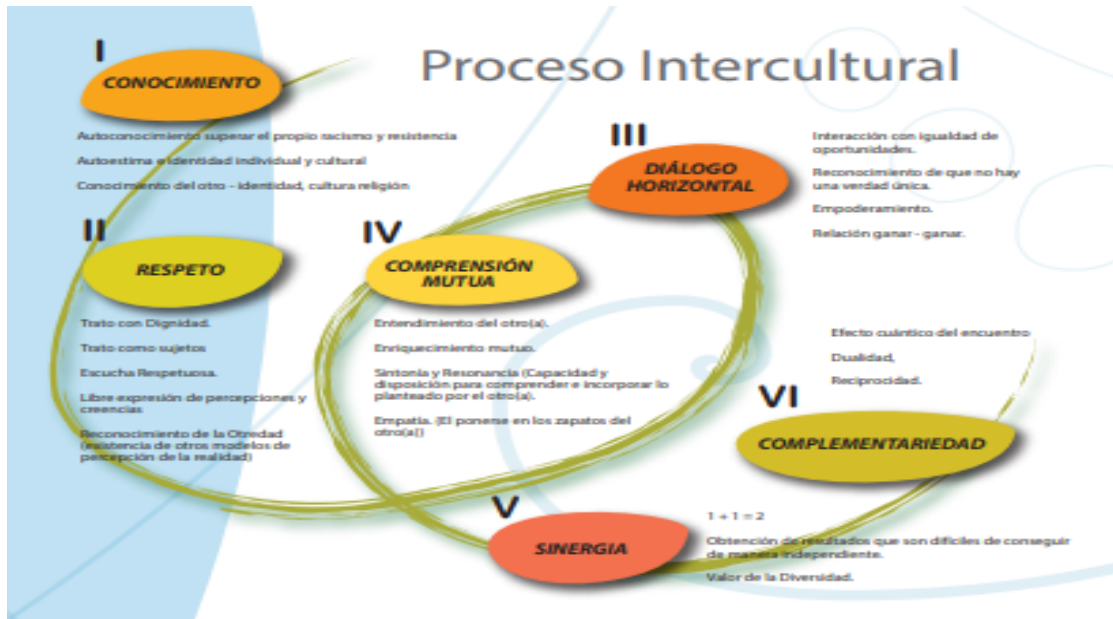 Proceso Intercultural
I
CONOCIMIENTO
Autoconocimiento superar el propio racismo y resistencia
Autoestima e identidad individual y cultural
Conocimiento del otro - identidad, cultura religión
II
RESPETO
Trato con Dignidad.
Trato como sujetos
Escucha Respetuosa.
Libre expresión de percepciones y
creencias
Reconocimiento de la Otredad
(existencia de otros modelos de
percepción de la realidad)
III
DIÁLOGO
HORIZONTAL
Interacción con igualdad de
oportunidades.
Reconocimiento de que no hay
una verdad única.
Empoderamiento.
Relación ganar - ganar.
IV
COMPRENSIÓN
MUTUA
Entendimiento del otro(a).
Enriquecimiento mutuo.
Sintonía y Resonancia (Capacidad y
disposición para comprender e incorporar lo
planteado por el otro(a).
Empatía. (El ponerse en los zapatos del
otro(a))
V
SINERGIA
1 + 1 = 2
Obtención de resultados que son difíciles de conseguir
de manera independiente.
Valor de la Diversidad.
VI
COMPLEMENTARIEDAD
Efecto cuántico del encuentro
Dualidad,
Reciprocidad.